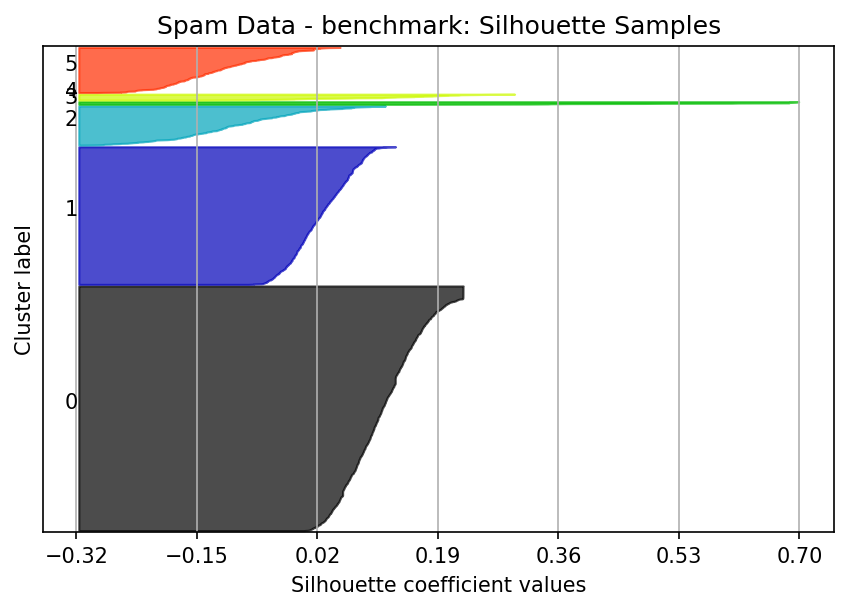 Spam Data - benchmark: Silhouette Samples
5
4
3
2
1
0
Cluster label
−0.32 −0.15 0.02 0.19 0.36 0.53 0.70
Silhouette coefficient values